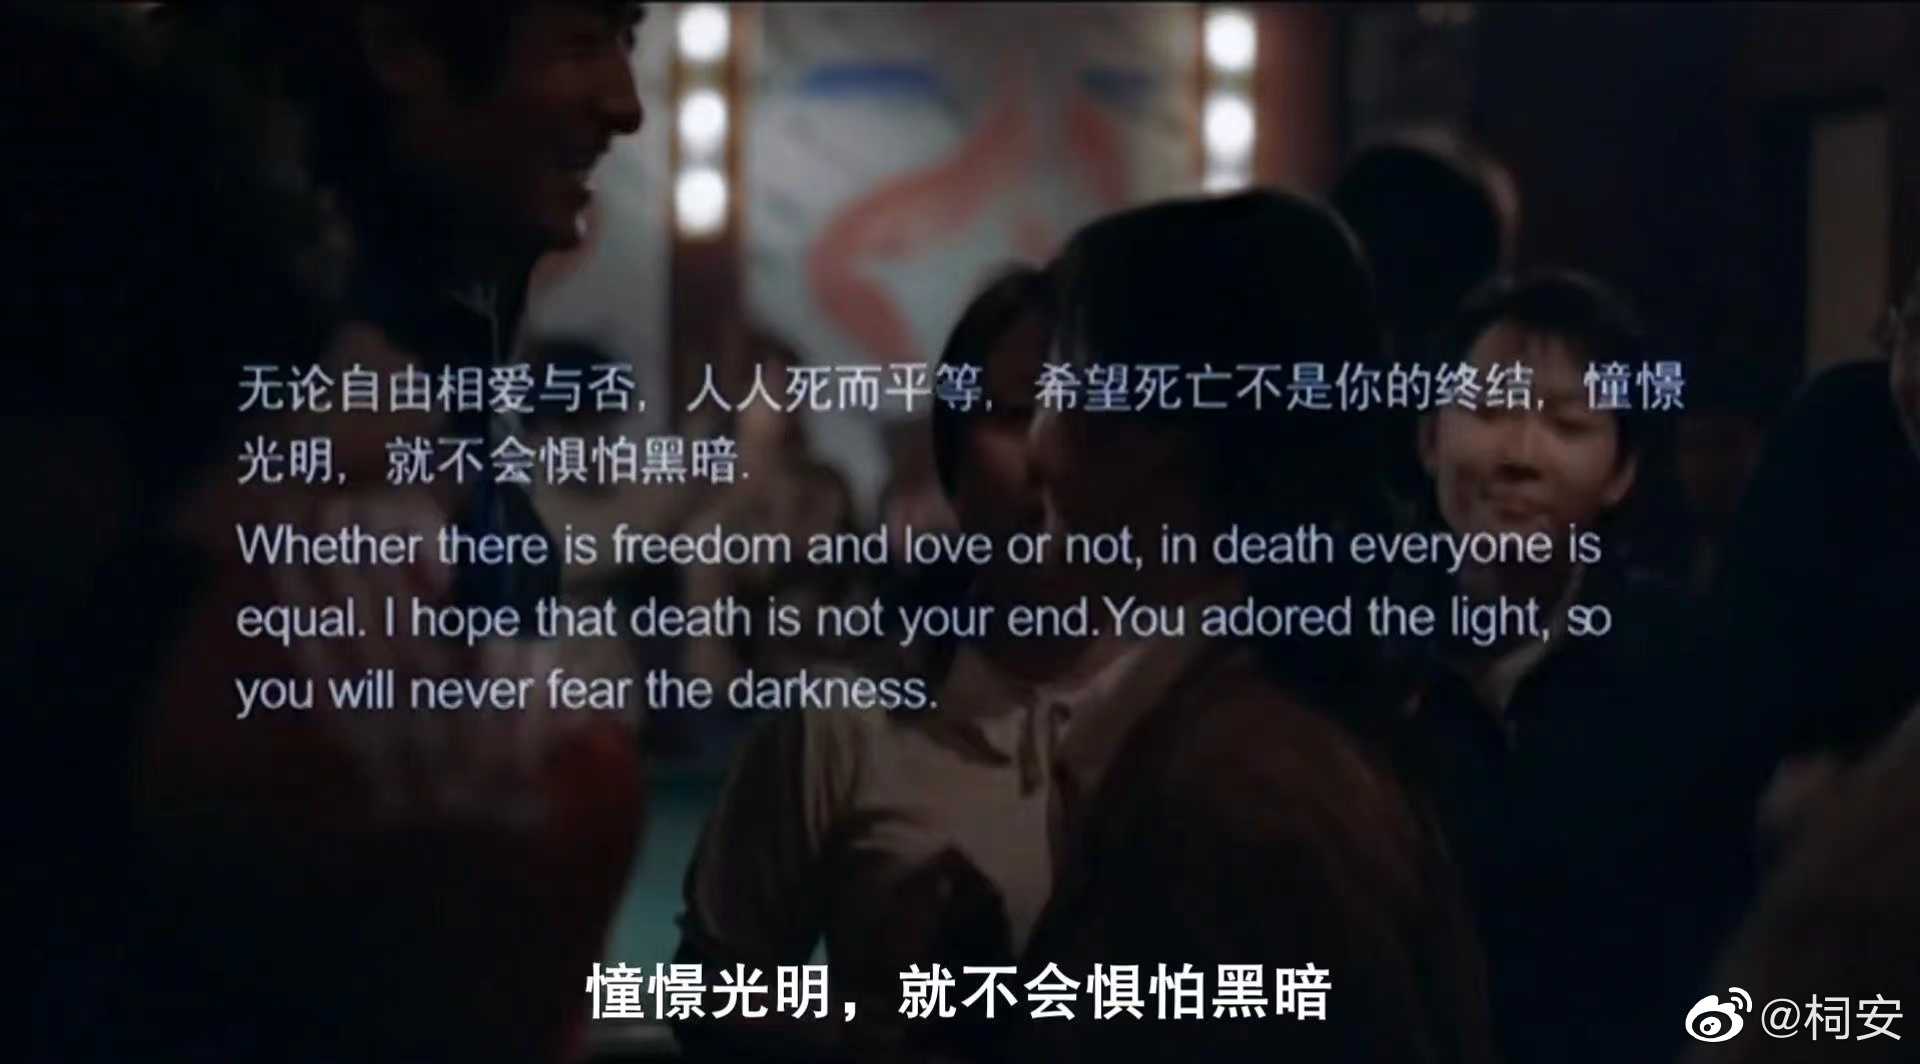 无论自由相爱与否，人人死而平等，希望死亡不是你的终结，憧憬
光明，就不会惧怕黑暗.
Whether there is freedom and love or not, in death everyone is
equal. I hope that death is not your end.You adored the light, so
you will never fear the darkness.
憧憬光明，就不会惧怕黑暗
@柯安